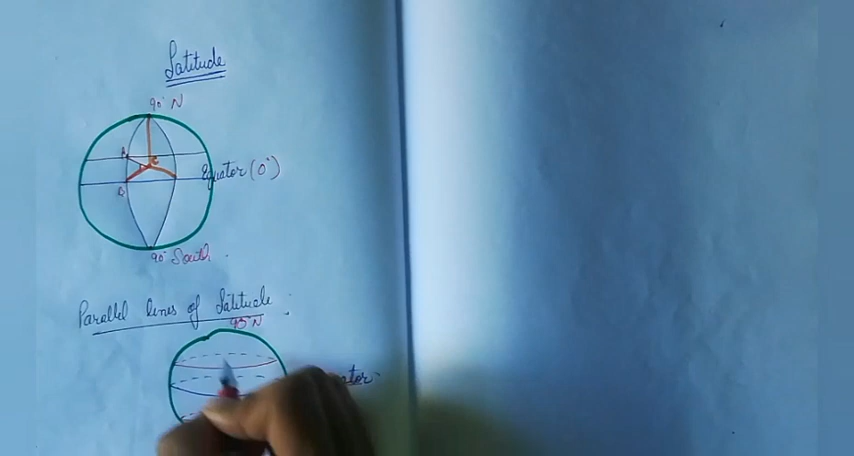 Latitude
90° N
A
C
Equator (0°)
B
90° South.
Parallel lines of Latitude :
90° N